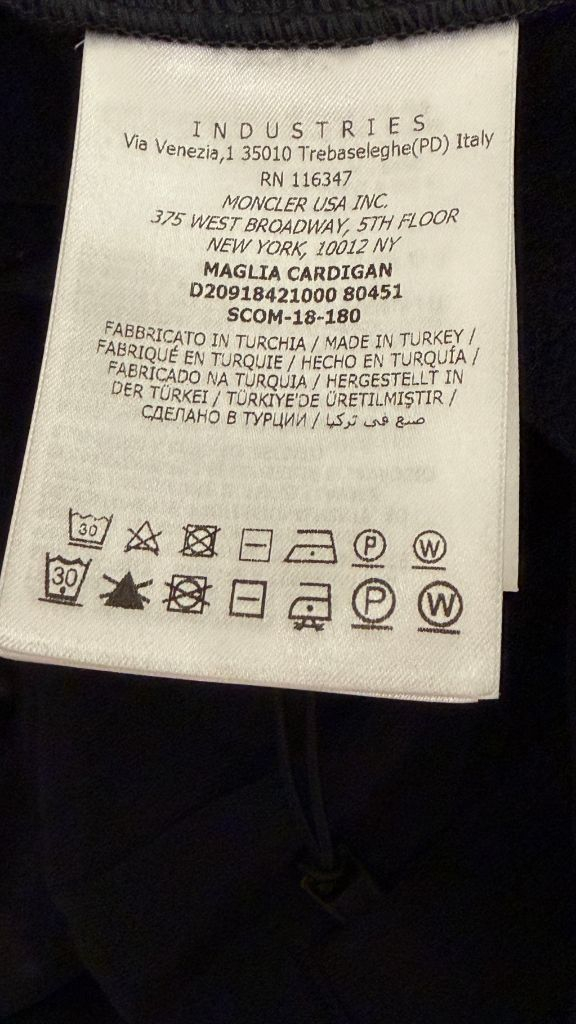 INDUSTRIES
Via Venezia,1 35010 Trebaseleghe(PD) Italy
RN 116347
MONCLER USA INC.
375 WEST BROADWAY, 5TH FLOOR
NEW YORK, 10012 NY
MAGLIA CARDIGAN
D20918421000 80451
SCOM-18-180
FABBRICATO IN TURCHIA / MADE IN TURKEY /
FABRIQUÉ EN TURQUIE / HECHO EN TURQUÍA /
FABRICADO NA TURQUIA / HERGESTELLT IN
DER TÜRKEI / TÜRKIYE'DE ÜRETILMIŞTIR /
СДЕЛАНО В ТУРЦИИ / صنع في تركيا
30 P W
30 P W